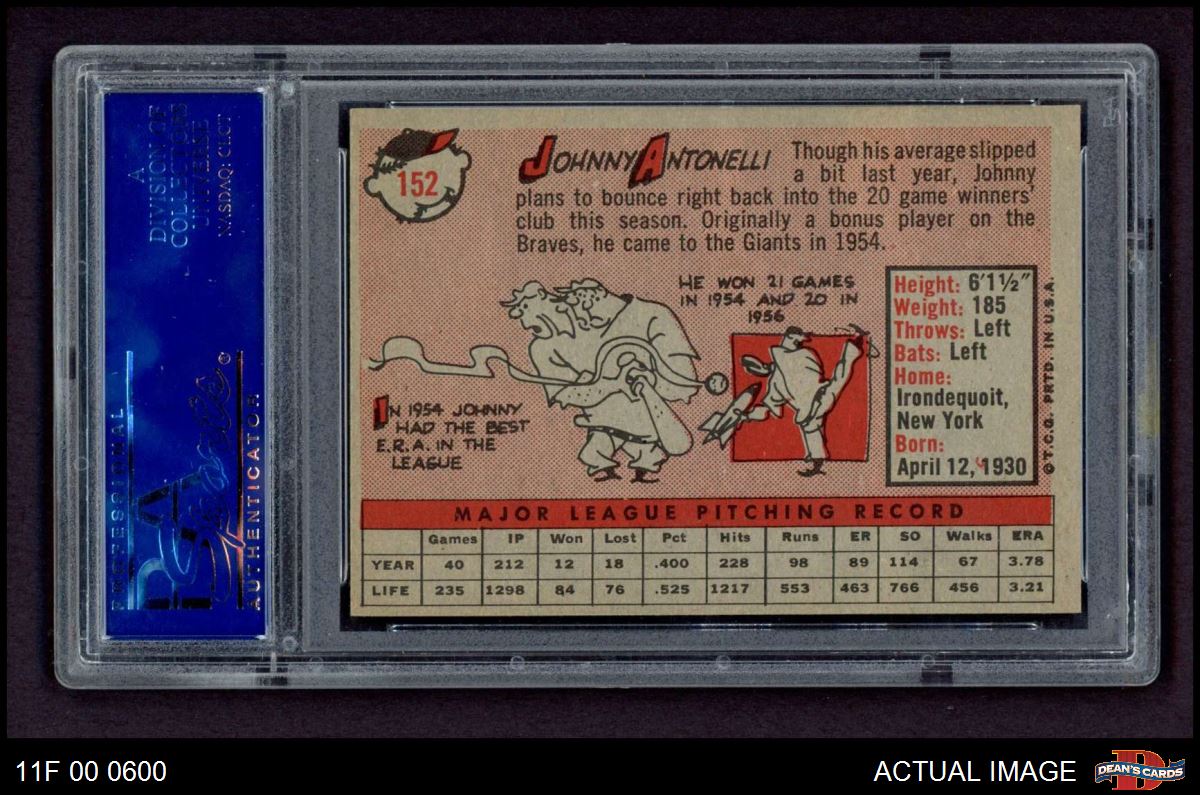 A
DIVISION OF
COLLECTORS
UNIVERSE
NASDAQ: CLCT
PROFESSIONAL
PSA
Sports
AUTHENTICATOR
®
152
JOHNNY ANTONELLI
Though his average slipped
a bit last year, Johnny
plans to bounce right back into the 20 game winners'
club this season. Originally a bonus player on the
Braves, he came to the Giants in 1954.
HE WON 21 GAMES
IN 1954 AND 20 IN
1956
IN 1954 JOHNNY
HAD THE BEST
E.R.A. IN THE
LEAGUE
Height: 6'1½"
Weight: 185
Throws: Left
Bats: Left
Home:
Irondequoit,
New York
Born:
April 12, 1930
©T.C.G. PRTD. IN U.S.A.
MAJOR LEAGUE PITCHING RECORD
Games IP Won Lost Pct Hits Runs ER SO Walks ERA
YEAR 40 212 12 18 .400 228 98 89 114 67 3.78
LIFE 235 1298 84 76 .525 1217 553 463 766 456 3.21
11F 00 0600
ACTUAL IMAGE
D
DEAN'S CARDS